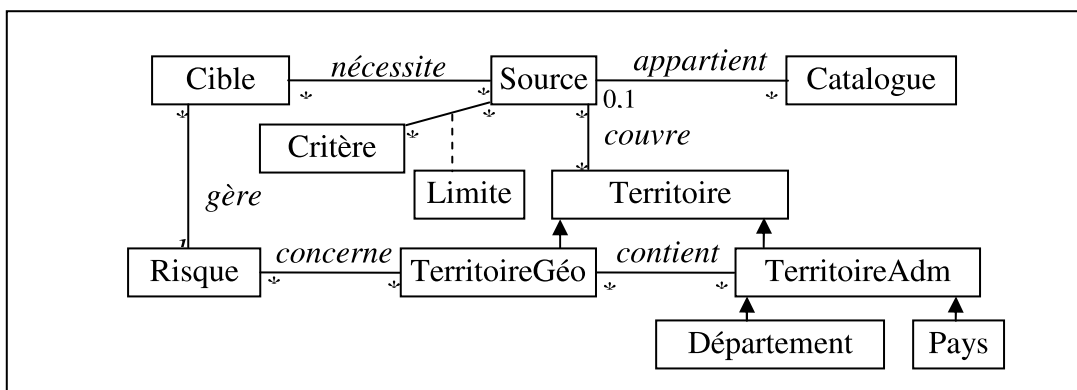 Cible
nécessite
Source
appartient
Catalogue
*
*
0,1
*
*
*
*
Critère
*
couvre
Limite
*
Territoire
gère
1
Risque
concerne
TerritoireGéo
contient
TerritoireAdm
*
*
*
*
Département
Pays